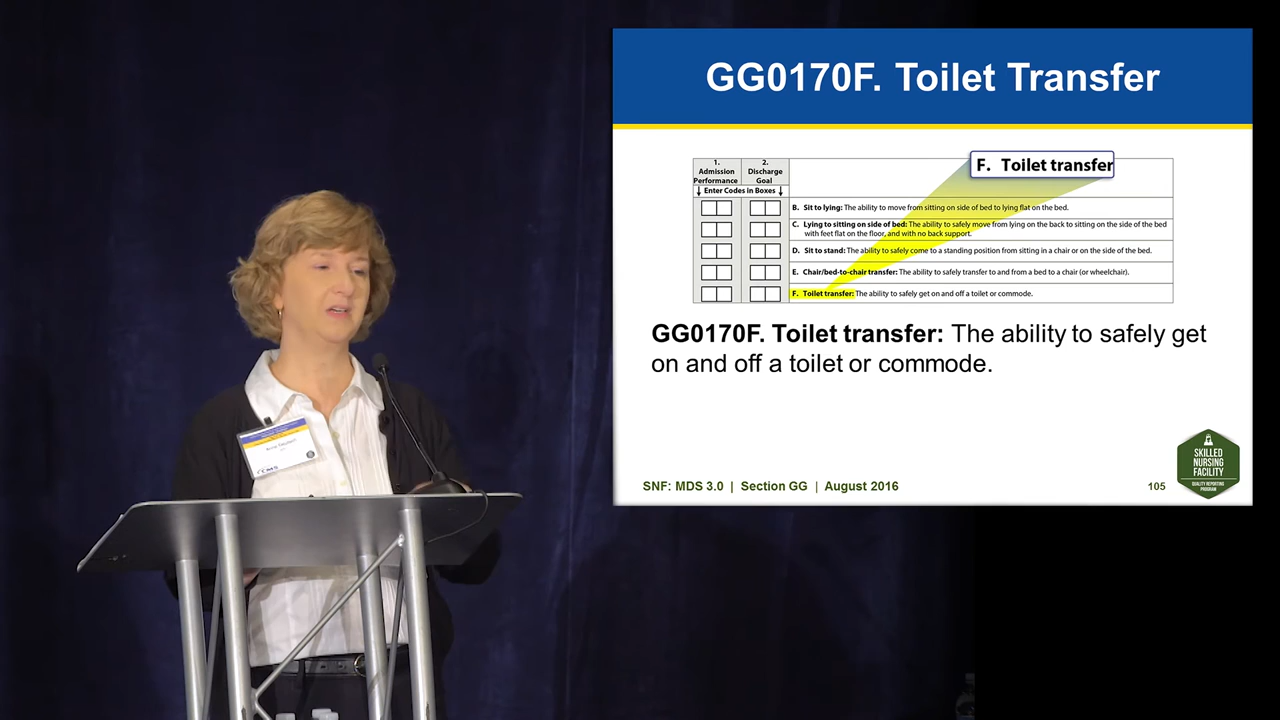 GG0170F. Toilet Transfer
1.
Admission
Performance
2.
Discharge
Goal
↓ Enter Codes in Boxes ↓
F. Toilet transfer
B. Sit to lying: The ability to move from sitting on side of bed to lying flat on the bed.
C. Lying to sitting on side of bed: The ability to safely move from lying on the back to sitting on the side of the bed
with feet flat on the floor, and with no back support.
D. Sit to stand: The ability to safely come to a standing position from sitting in a chair or on the side of the bed.
E. Chair/bed-to-chair transfer: The ability to safely transfer to and from a bed to a chair (or wheelchair).
F. Toilet transfer: The ability to safely get on and off a toilet or commode.
GG0170F. Toilet transfer: The ability to safely get
on and off a toilet or commode.
SNF: MDS 3.0 | Section GG | August 2016
105
SKILLED
NURSING
FACILITY
QUALITY REPORTING
PROGRAM
CMS